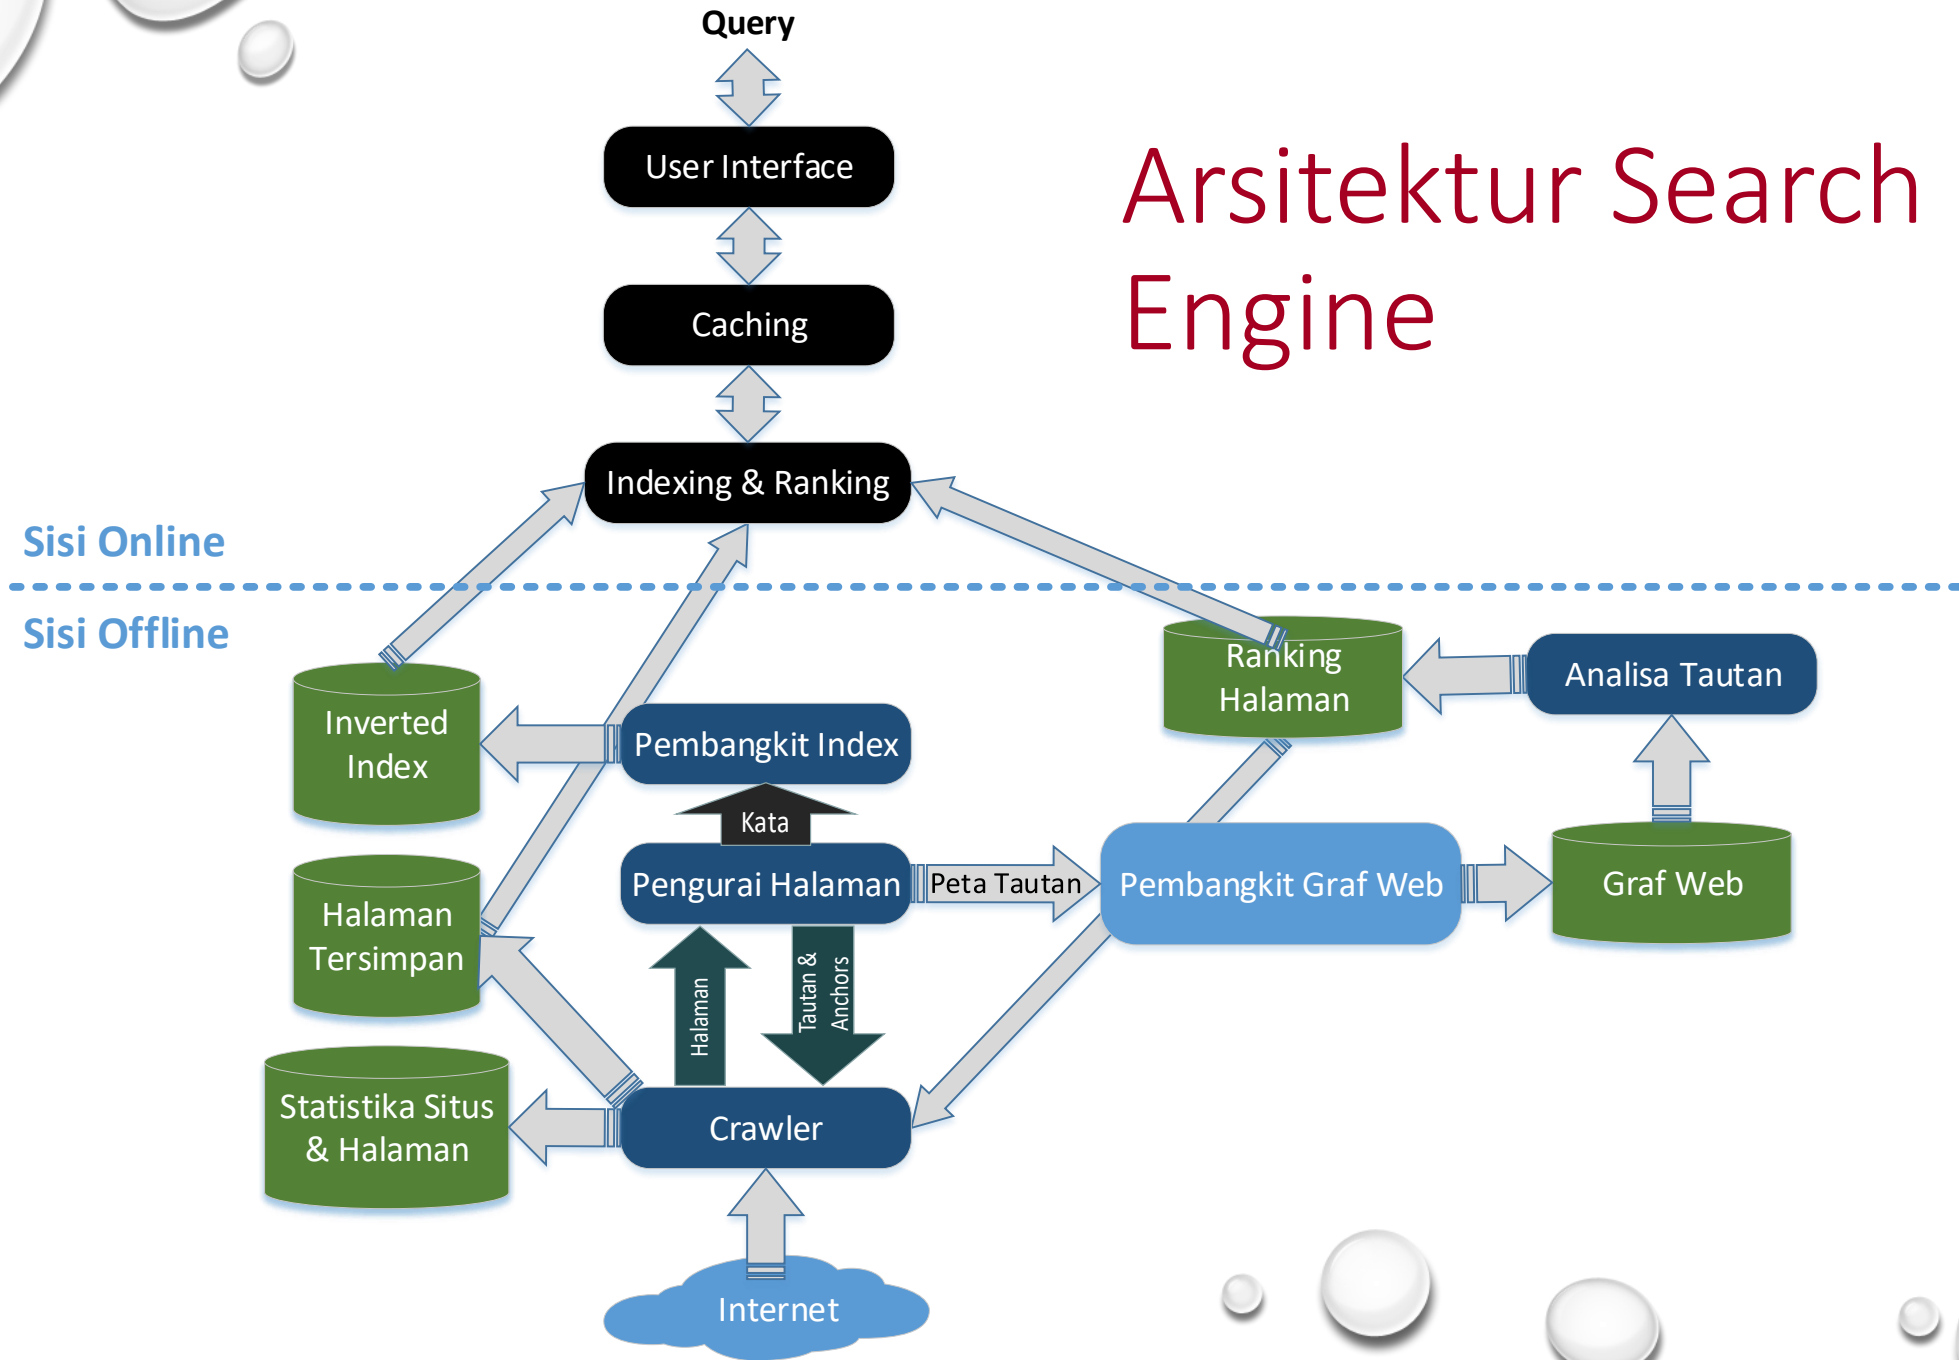 Query
User Interface
Arsitektur Search
Engine
Caching
Indexing & Ranking
Sisi Online
Sisi Offline
Ranking
Halaman
Analisa Tautan
Inverted
Index
Pembangkit Index
Kata
Pengurai Halaman
Peta Tautan
Pembangkit Graf Web
Graf Web
Halaman
Tersimpan
Halaman
Tautan &
Anchors
Statistika Situs
& Halaman
Crawler
Internet